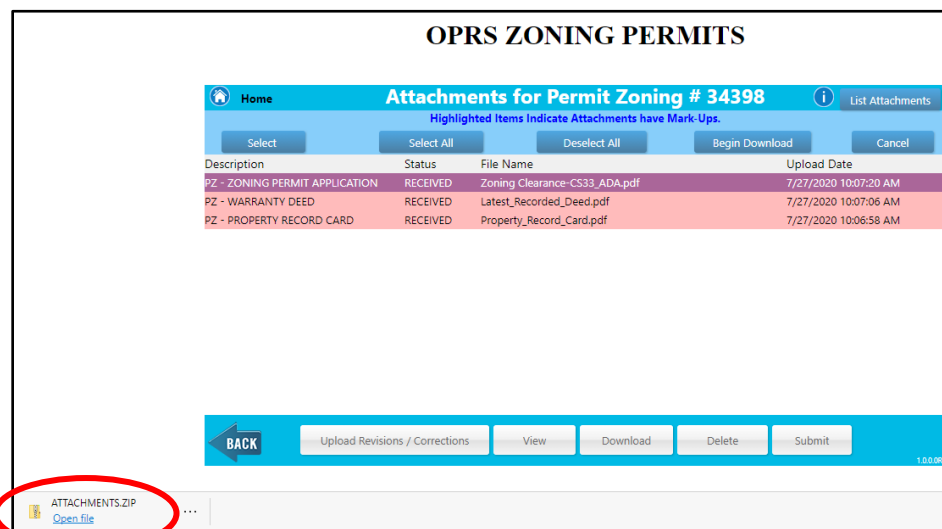 OPRS ZONING PERMITS
Home Attachments for Permit Zoning # 34398 i List Attachments
Highlighted Items Indicate Attachments have Mark-Ups.
Select Select All Deselect All Begin Download Cancel
Description Status File Name Upload Date
PZ - ZONING PERMIT APPLICATION RECEIVED Zoning Clearance-CS33_ADA.pdf 7/27/2020 10:07:20 AM
PZ - WARRANTY DEED RECEIVED Latest_Recorded_Deed.pdf 7/27/2020 10:07:06 AM
PZ - PROPERTY RECORD CARD RECEIVED Property_Record_Card.pdf 7/27/2020 10:06:58 AM
BACK Upload Revisions / Corrections View Download Delete Submit
ATTACHMENTS.ZIP
Open file ...